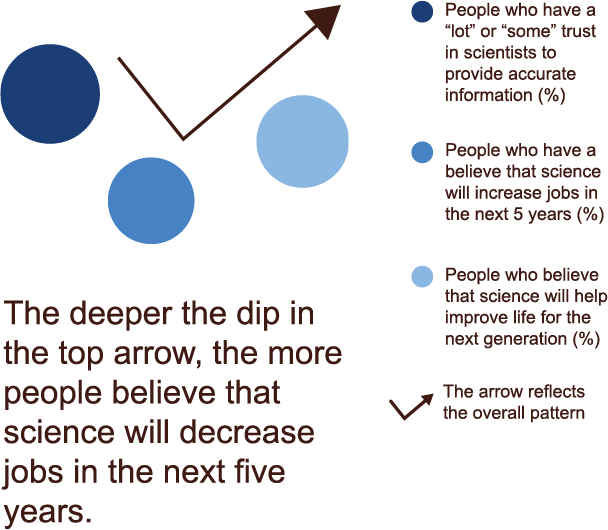 People who have a
“lot” or “some” trust
in scientists to
provide accurate
information (%)
People who have a
believe that science
will increase jobs in
the next 5 years (%)
People who believe
that science will help
improve life for the
next generation (%)
The arrow reflects
the overall pattern
The deeper the dip in
the top arrow, the more
people believe that
science will decrease
jobs in the next five
years.